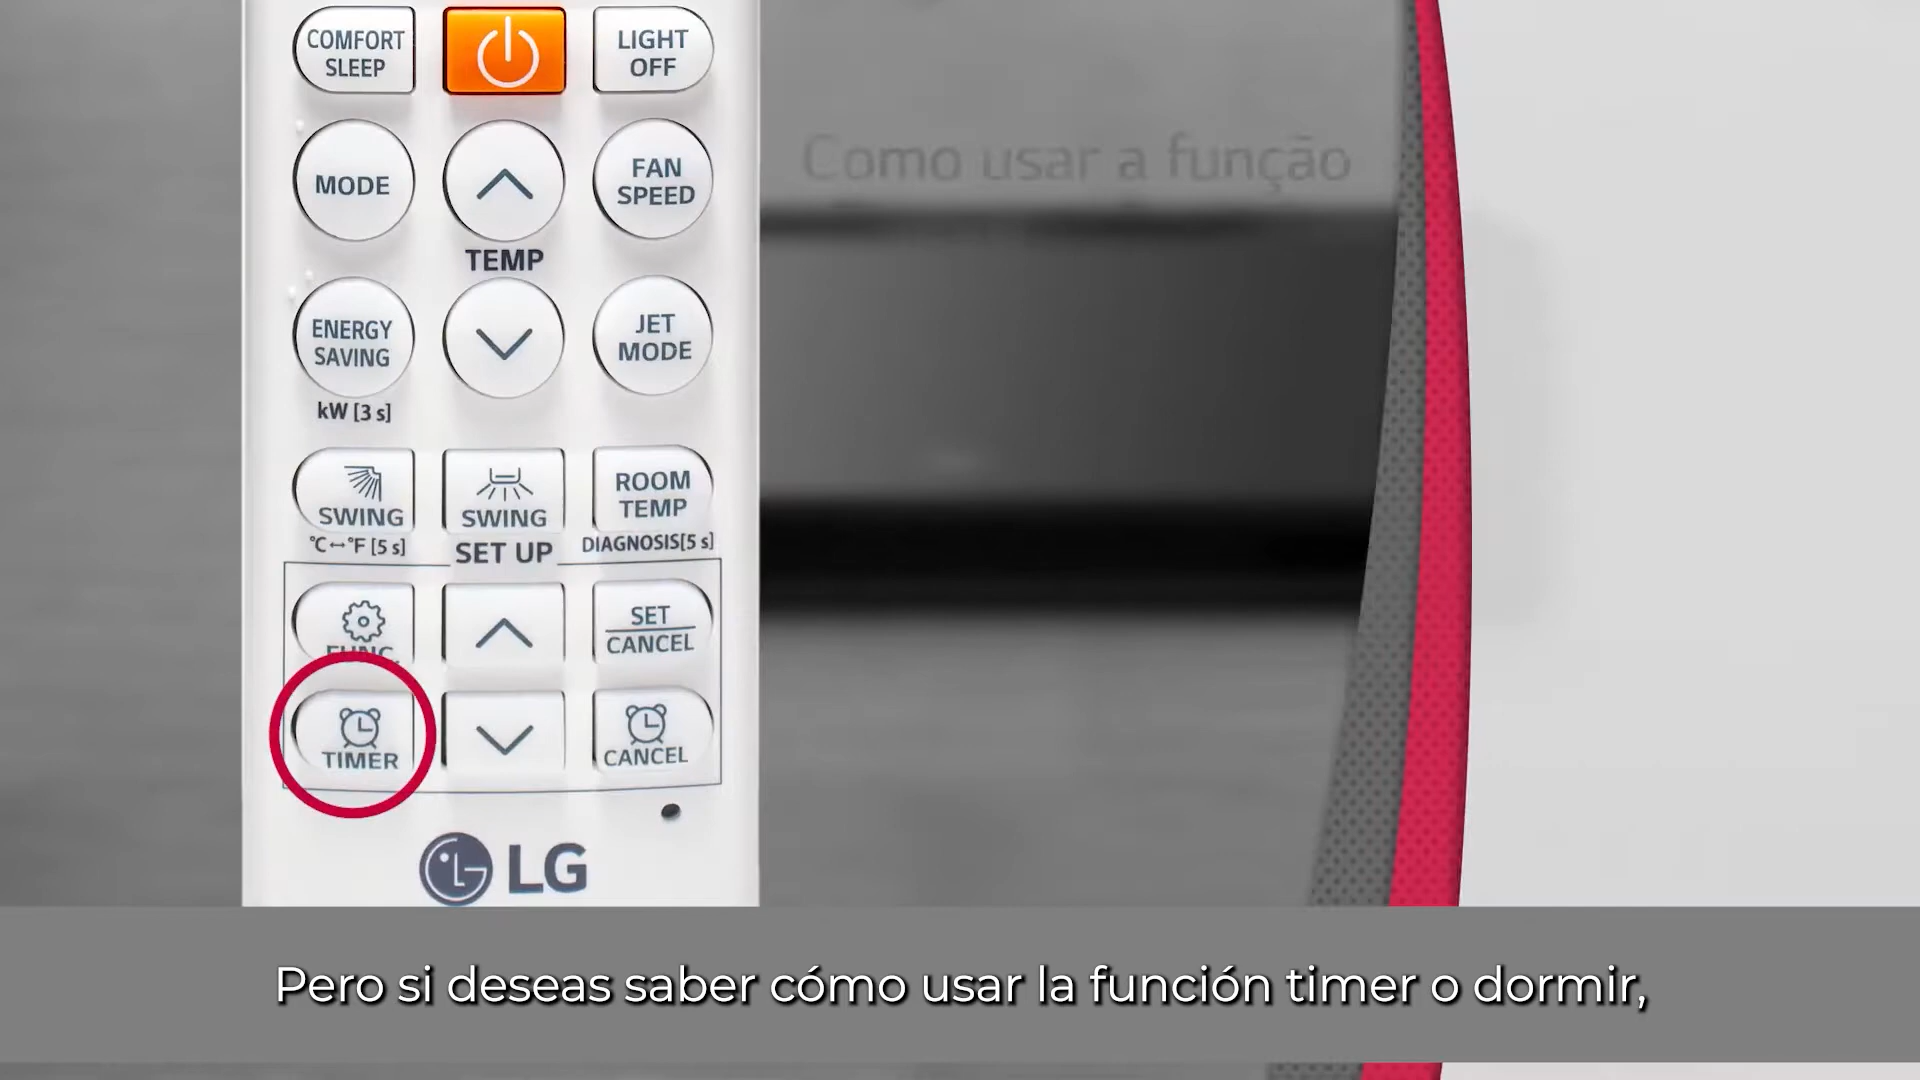 COMFORT
SLEEP
LIGHT
OFF
MODE
FAN
SPEED
TEMP
ENERGY
SAVING
JET
MODE
kW [3 s]
SWING
SWING
ROOM
TEMP
°C↔°F [5 s]
SET UP
DIAGNOSIS[5 s]
FUNC.
SET
CANCEL
TIMER
CANCEL
LG
Como usar a função
Pero si deseas saber cómo usar la función timer o dormir,